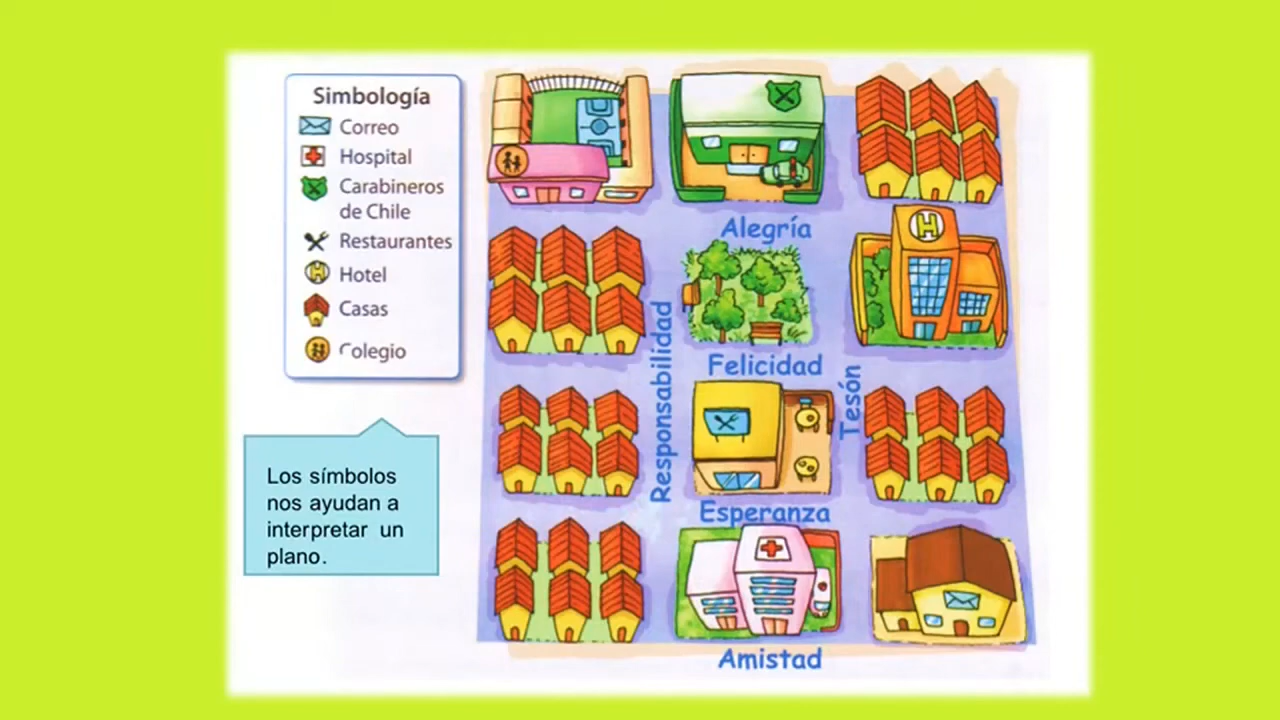 Simbología
Correo
Hospital
Carabineros
de Chile
Restaurantes
Hotel
Casas
Colegio
Los símbolos
nos ayudan a
interpretar un
plano.
H
Alegría
Responsabilidad
Felicidad
Tesón
Esperanza
Amistad